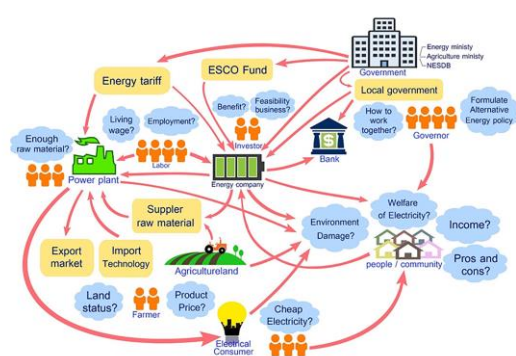 Energy ministy
Agriculture ministy
NESDB
Government
Energy tariff
ESCO Fund
Local government
Living
wage?
Employment?
Benefit?
Feasibility
business?
How to
work
together?
Formulate
Alternative
Energy policy?
Enough
raw material?
Investor
Bank
Governor
Labor
Power plant
Energy company
Suppler
raw material
Environment
Damage?
Welfare
of Electricity?
Income?
Export
market
Import
Technology
Agricultureland
people / community
Pros and
cons?
Land
status?
Farmer
Product
Price?
Cheap
Electricity?
Electrical
Consumer